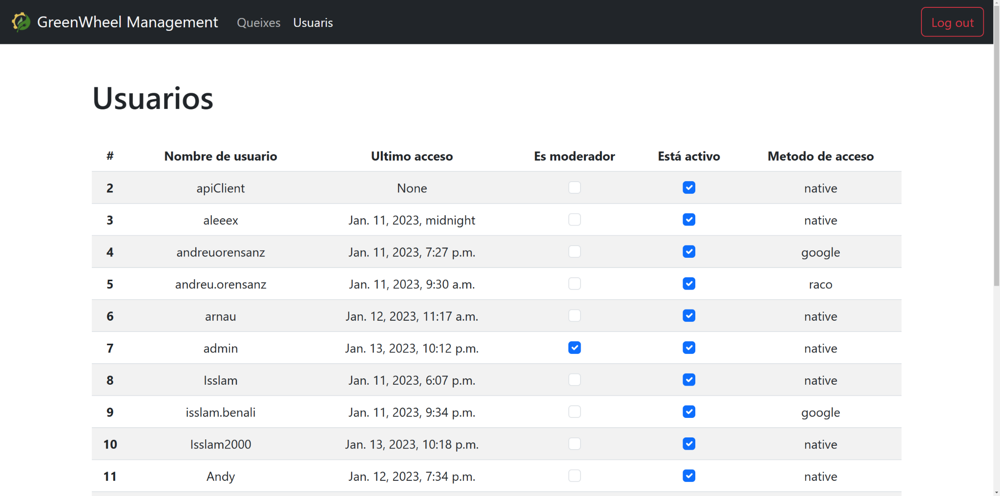 GreenWheel Management Queixes Usuaris Log out
Usuarios
# Nombre de usuario Ultimo acceso Es moderador Está activo Metodo de acceso
2 apiClient None native
3 aleeex Jan. 11, 2023, midnight native
4 andreuorensanz Jan. 11, 2023, 7:27 p.m. google
5 andreu.orensanz Jan. 11, 2023, 9:30 a.m. raco
6 arnau Jan. 12, 2023, 11:17 a.m. native
7 admin Jan. 13, 2023, 10:12 p.m. native
8 Isslam Jan. 11, 2023, 6:07 p.m. native
9 isslam.benali Jan. 11, 2023, 9:34 p.m. google
10 Isslam2000 Jan. 13, 2023, 10:18 p.m. native
11 Andy Jan. 12, 2023, 7:34 p.m. native